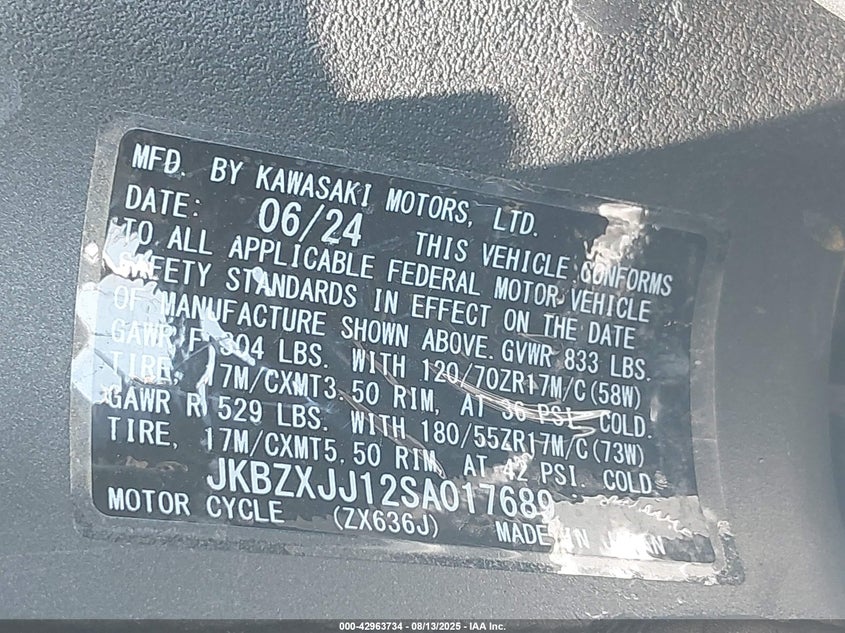 MFD. BY KAWASAKI MOTORS, LTD.
DATE: 06/24 THIS VEHICLE CONFORMS
TO ALL APPLICABLE FEDERAL MOTOR VEHICLE
SAFETY STANDARDS IN EFFECT ON THE DATE
OF MANUFACTURE SHOWN ABOVE. GVWR 833 LBS.
GAWR F 304 LBS. WITH 120/70ZR17M/C(58W)
TIRE, 17M/CXMT3.50 RIM, AT 36 PSI. COLD.
GAWR R 529 LBS. WITH 180/55ZR17M/C(73W)
TIRE, 17M/CXMT5.50 RIM, AT 42 PSI. COLD.
JKBZXJJ12SA017689
MOTOR CYCLE (ZX636J) MADE IN JAPAN
000-42963734 - 08/13/2025 - IAA Inc.